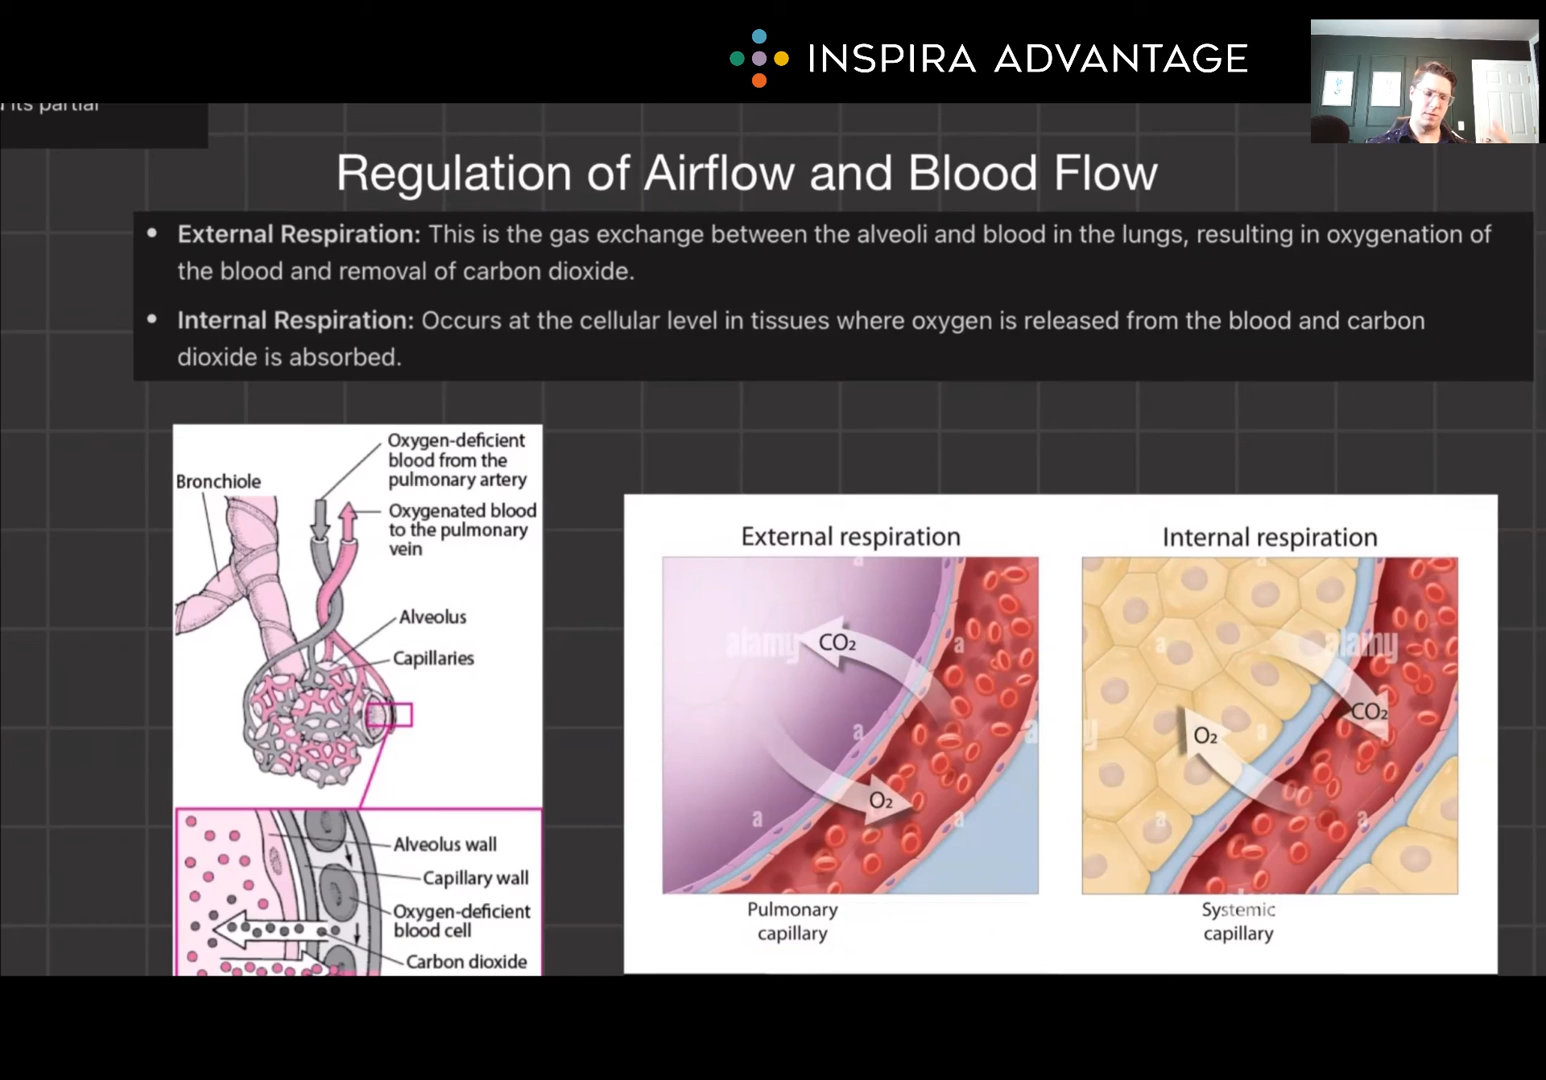 INSPIRA ADVANTAGE
its partial
Regulation of Airflow and Blood Flow
• External Respiration: This is the gas exchange between the alveoli and blood in the lungs, resulting in oxygenation of
the blood and removal of carbon dioxide.
• Internal Respiration: Occurs at the cellular level in tissues where oxygen is released from the blood and carbon
dioxide is absorbed.
Oxygen-deficient
blood from the
pulmonary artery
Bronchiole
Oxygenated blood
to the pulmonary
vein
Alveolus
Capillaries
Alveolus wall
Capillary wall
Oxygen-deficient
blood cell
Carbon dioxide
External respiration
CO₂
O₂
Pulmonary
capillary
Internal respiration
CO₂
O₂
Systemic
capillary
alamy
alamy
a
a
a
a
a
a
a
a
a